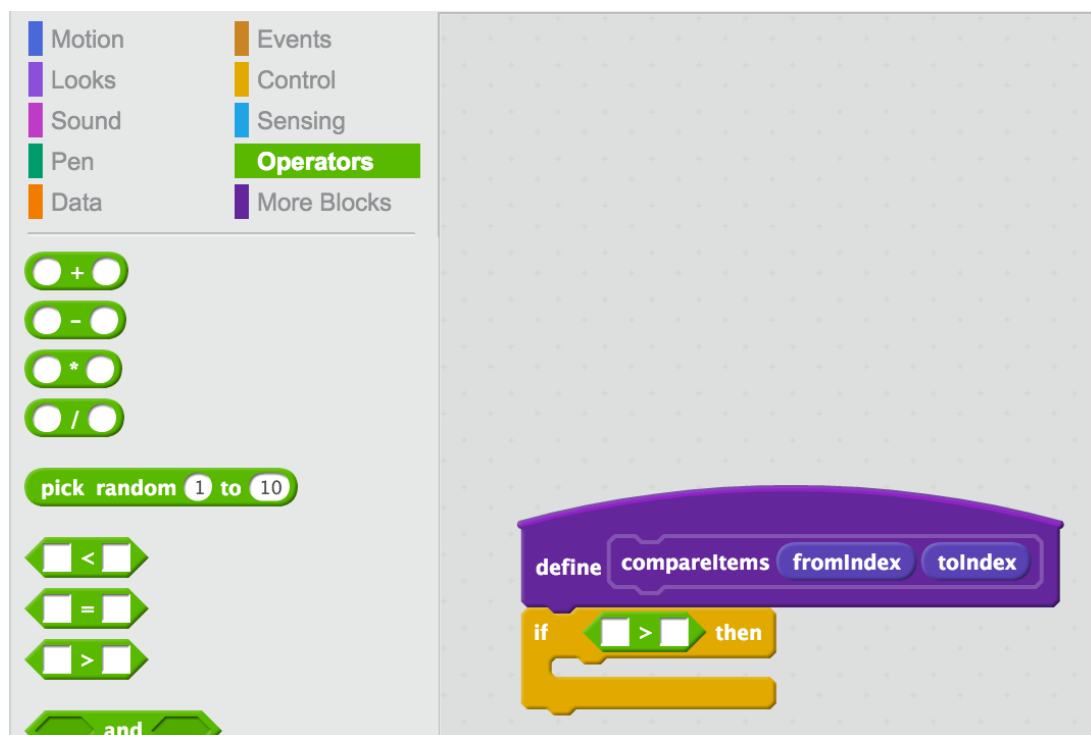 Motion Events
Looks Control
Sound Sensing
Pen Operators
Data More Blocks
+
-
*
/
pick random 1 to 10
<
=
>
and
define compareItems fromIndex toIndex
if > then